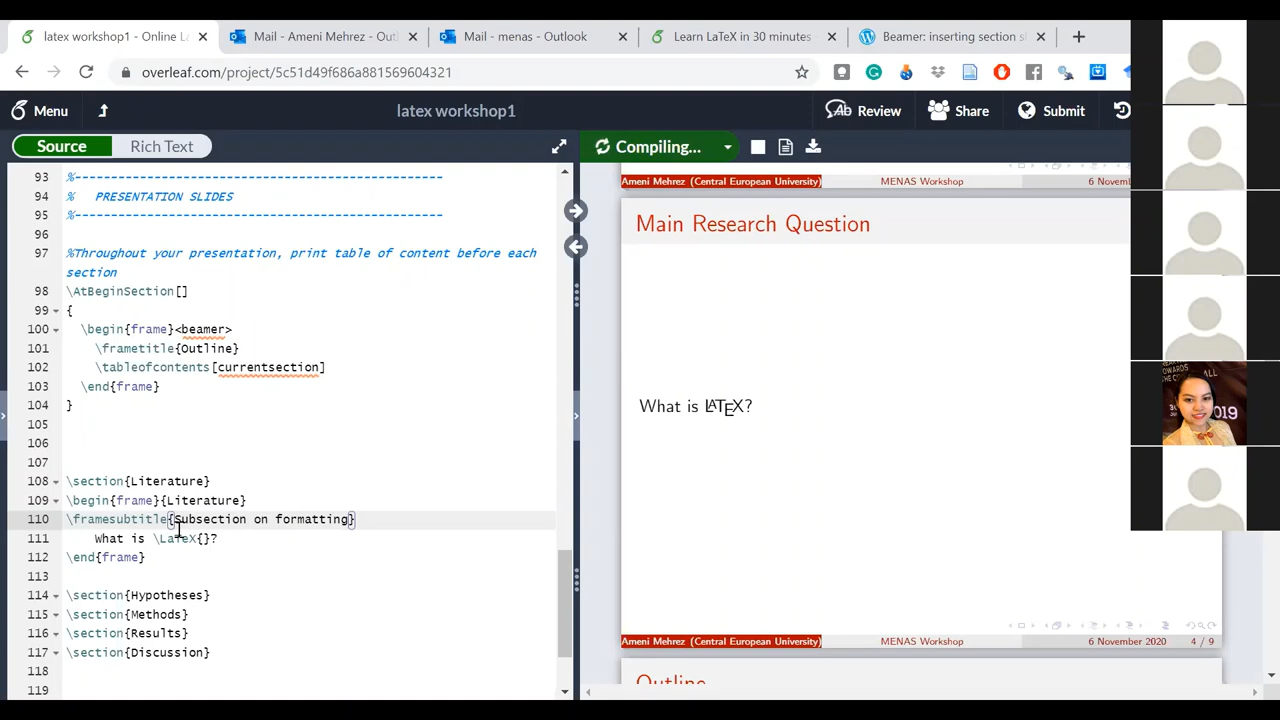 latex workshop1 - Online La
Mail - Ameni Mehrez - Outl
Mail - menas - Outlook
Learn LaTeX in 30 minutes -
Beamer: inserting section sl
overleaf.com/project/5c51d49f686a881569604321
Menu
latex workshop1
Review
Share
Submit
Source
Rich Text
Compiling...
93 %---------------------------------------------------
94 % PRESENTATION SLIDES
95 %---------------------------------------------------
96
97 %Throughout your presentation, print table of content before each
section
98 \AtBeginSection[]
99 {
100 \begin{frame}<beamer>
101 \frametitle{Outline}
102 \tableofcontents[currentsection]
103 \end{frame}
104 }
105
106
107
108 \section{Literature}
109 \begin{frame}{Literature}
110 \framesubtitle{Subsection on formatting}
111 What is \LaTeX{}?
112 \end{frame}
113
114 \section{Hypotheses}
115 \section{Methods}
116 \section{Results}
117 \section{Discussion}
118
119
Ameni Mehrez (Central European University) MENAS Workshop 6 Novem
Main Research Question
What is LATEX?
Ameni Mehrez (Central European University) MENAS Workshop 6 November 2020 4 / 9
Outline